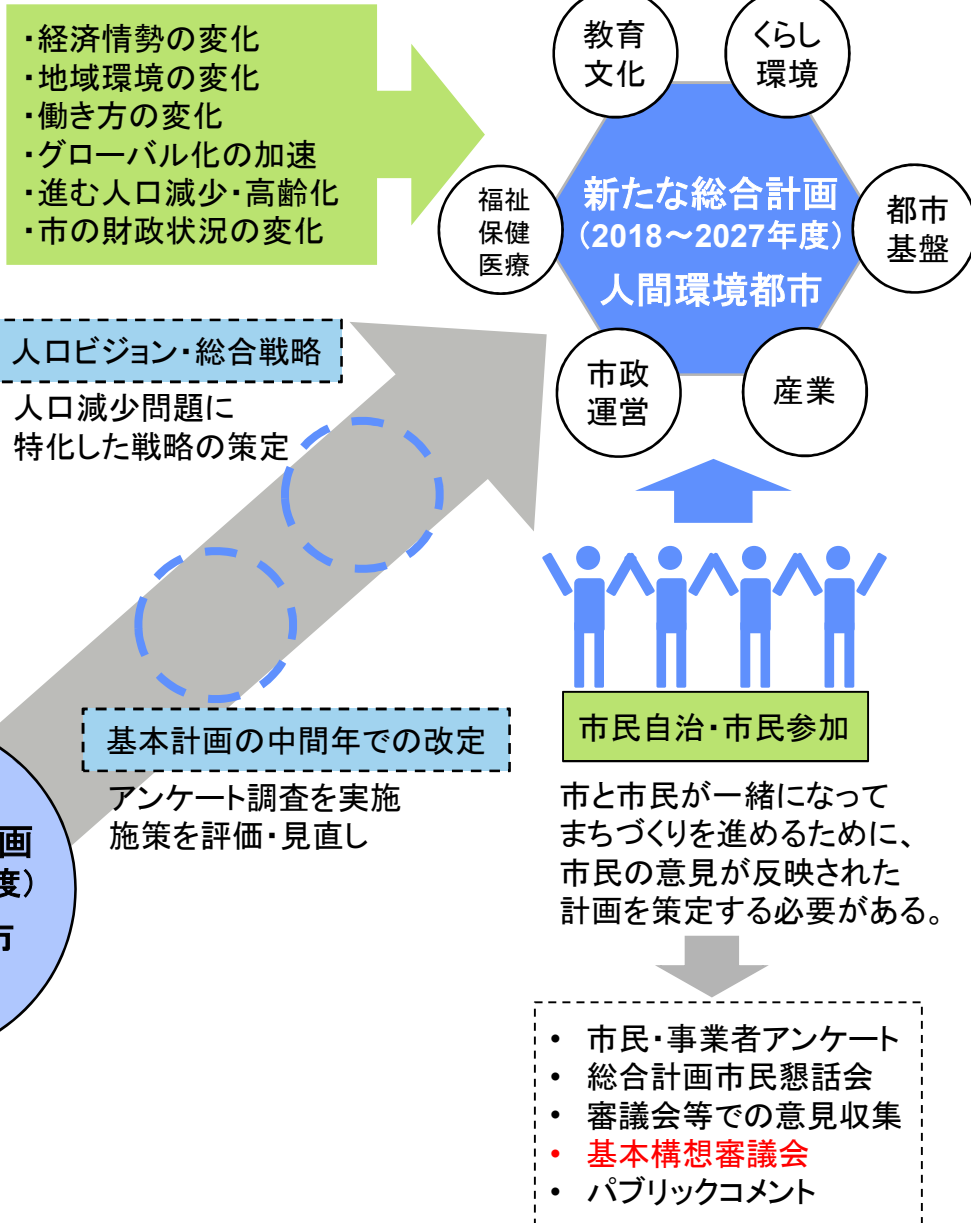 ・経済情勢の変化
・地域環境の変化
・働き方の変化
・グローバル化の加速
・進む人口減少・高齢化
・市の財政状況の変化
教育
文化
くらし
環境
福祉
保健
医療
新たな総合計画
（2018～2027年度）
人間環境都市
都市
基盤
市政
運営
産業
人口ビジョン・総合戦略
人口減少問題に
特化した戦略の策定
基本計画の中間年での改定
アンケート調査を実施
施策を評価・見直し
画
度）
市
市民自治・市民参加
市と市民が一緒になって
まちづくりを進めるために、
市民の意見が反映された
計画を策定する必要がある。
• 市民・事業者アンケート
• 総合計画市民懇話会
• 審議会等での意見収集
• 基本構想審議会
• パブリックコメント